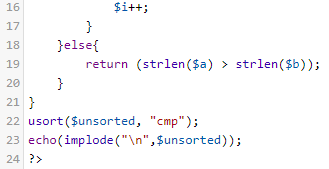 16 $i++;
17 }
18 }else{
19 return (strlen($a) > strlen($b));
20 }
21 }
22 usort($unsorted, "cmp");
23 echo(implode("\n",$unsorted));
24 ?>